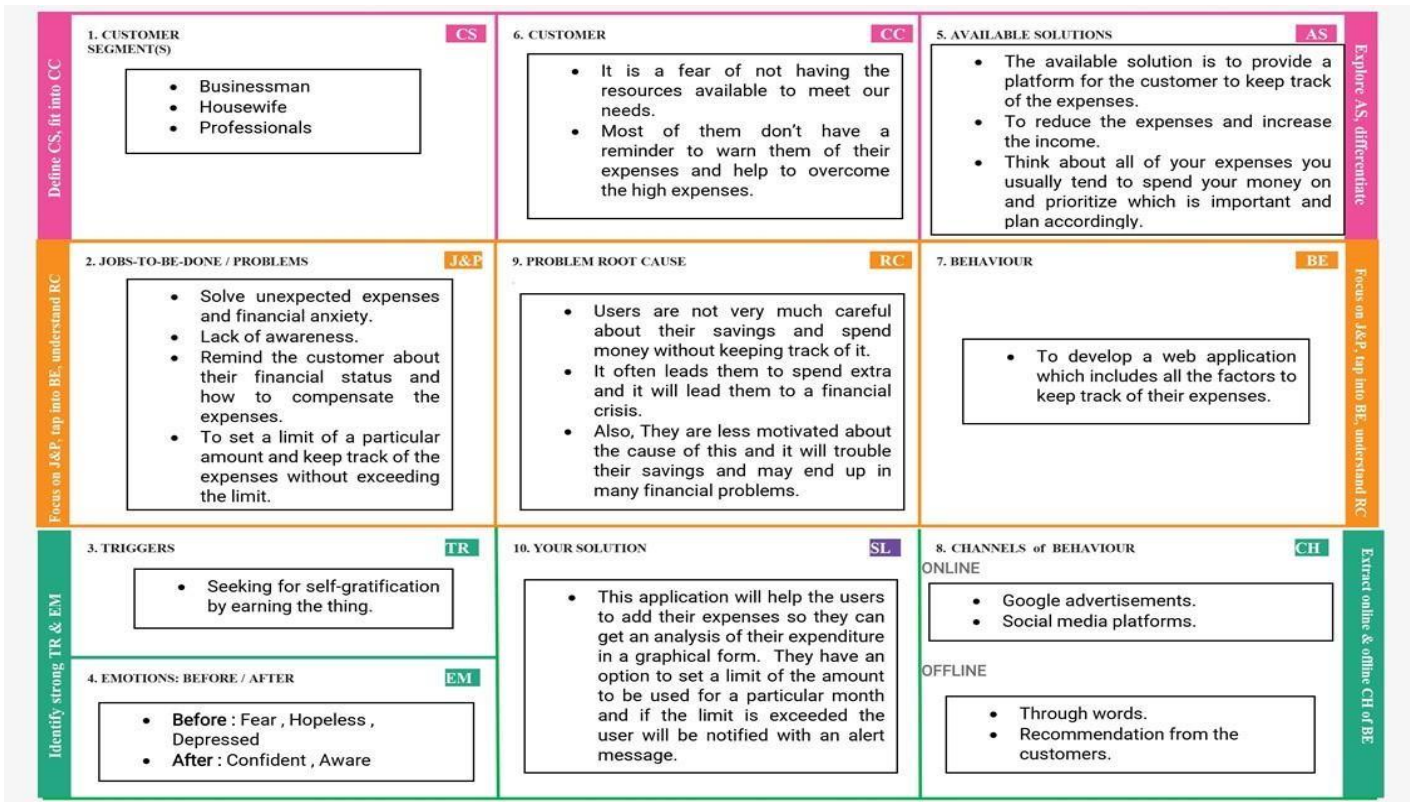 Define CS, fit into CC
1. CUSTOMER
SEGMENT(S)
CS
• Businessman
• Housewife
• Professionals
6. CUSTOMER
CC
• It is a fear of not having the
resources available to meet our
needs.
• Most of them don't have a
reminder to warn them of their
expenses and help to overcome
the high expenses.
5. AVAILABLE SOLUTIONS
AS
• The available solution is to provide a
platform for the customer to keep track
of the expenses.
• To reduce the expenses and increase
the income.
• Think about all of your expenses you
usually tend to spend your money on
and prioritize which is important and
plan accordingly.
Explore AS, differentiate
Focus on J&P, tap into BE, understand RC
2. JOBS-TO-BE-DONE / PROBLEMS
J&P
• Solve unexpected expenses
and financial anxiety.
• Lack of awareness.
• Remind the customer about
their financial status and
how to compensate the
expenses.
• To set a limit of a particular
amount and keep track of the
expenses without exceeding
the limit.
9. PROBLEM ROOT CAUSE
RC
• Users are not very much careful
about their savings and spend
money without keeping track of it.
• It often leads them to spend extra
and it will lead them to a financial
crisis.
• Also, They are less motivated about
the cause of this and it will trouble
their savings and may end up in
many financial problems.
7. BEHAVIOUR
BE
• To develop a web application
which includes all the factors to
keep track of their expenses.
Focus on J&P, tap into BE, understand RC
Identify strong TR & EM
3. TRIGGERS
TR
• Seeking for self-gratification
by earning the thing.
4. EMOTIONS: BEFORE / AFTER
EM
• Before : Fear , Hopeless ,
Depressed
• After : Confident , Aware
10. YOUR SOLUTION
SL
• This application will help the users
to add their expenses so they can
get an analysis of their expenditure
in a graphical form. They have an
option to set a limit of the amount
to be used for a particular month
and if the limit is exceeded the
user will be notified with an alert
message.
8. CHANNELS of BEHAVIOUR
CH
ONLINE
• Google advertisements.
• Social media platforms.
OFFLINE
• Through words.
• Recommendation from the
customers.
Extract online & offline CH of BE